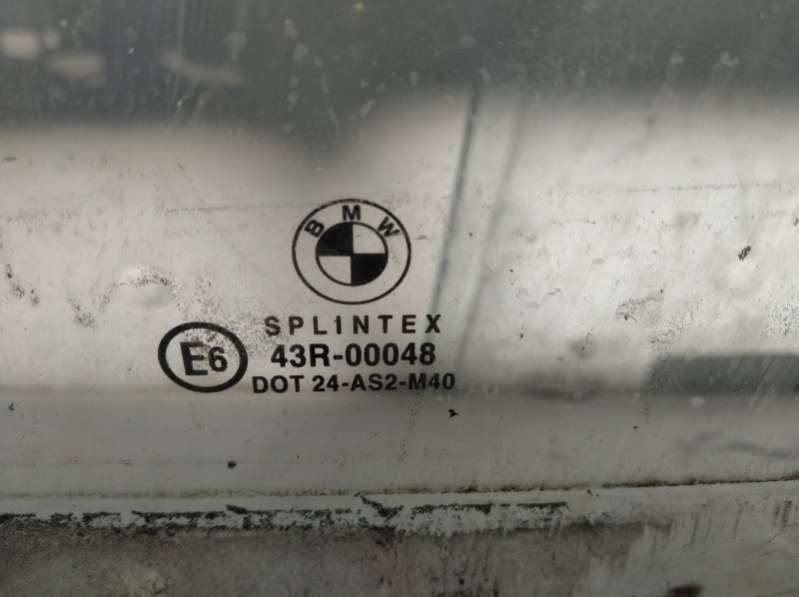 BMW
SPLINTEX
E6
43R-00048
DOT 24-AS2-M40